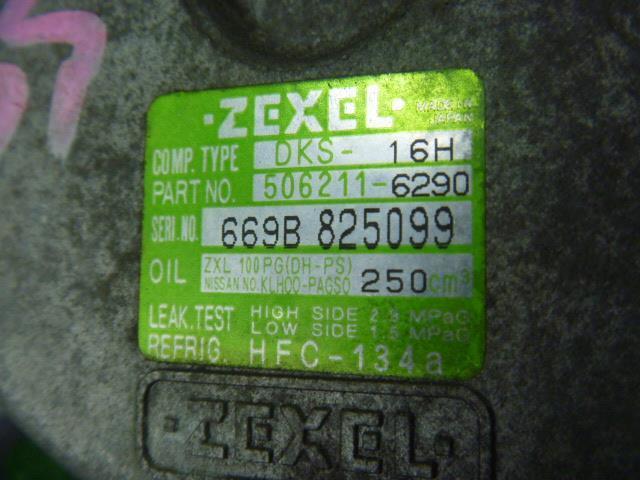 ·ZEXEL· MADE IN JAPAN
COMP. TYPE DKS- 16H
PART NO. 506211-6290
SERI.NO. 669B 825099
OIL ZXL 100PG(DH-PS) 250cm³
NISSAN NO.KLH00-PAGS0
LEAK.TEST HIGH SIDE 2.9 MPaG
LOW SIDE 1.5 MPaG
REFRIG. HFC-134a
·ZEXEL·